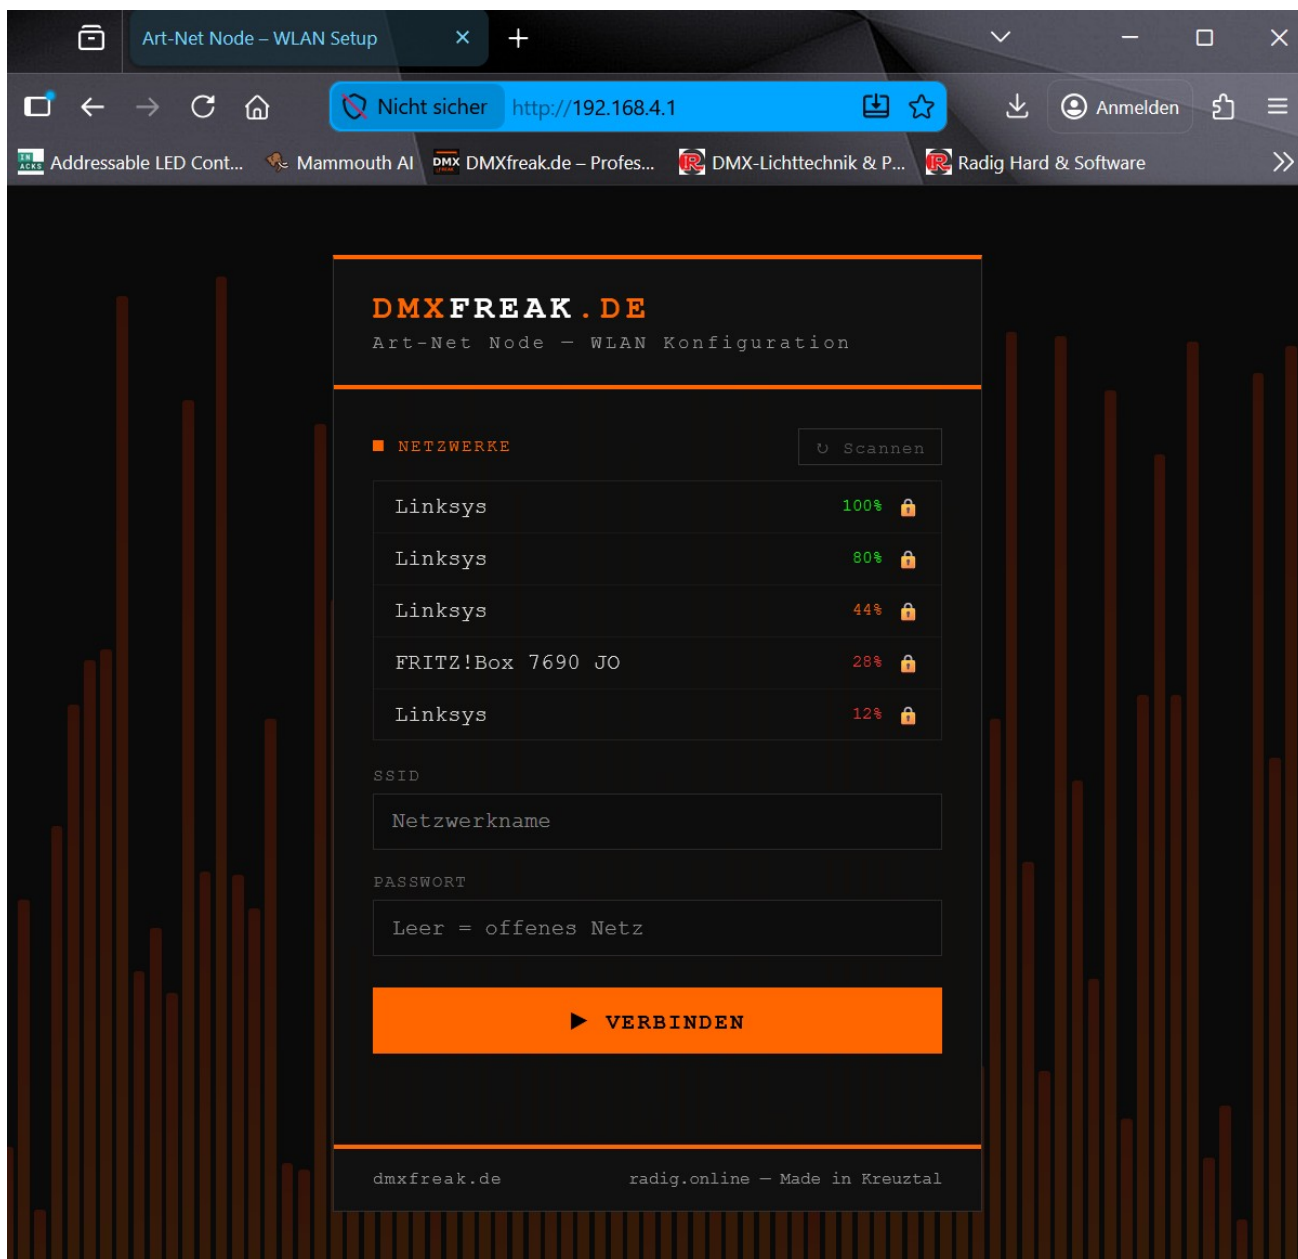 Art-Net Node – WLAN Setup
Nicht sicher http://192.168.4.1
Anmelden
IN ACKS Addressable LED Cont... Mammouth AI DMX DMXfreak.de – Profes... DMX-Lichttechnik & P... Radig Hard & Software
DMXFREAK.DE
Art-Net Node — WLAN Konfiguration
NETZWERKE ↻ Scannen
Linksys 100%
Linksys 80%
Linksys 44%
FRITZ!Box 7690 JO 28%
Linksys 12%
SSID
Netzwerkname
PASSWORT
Leer = offenes Netz
▶ VERBINDEN
dmxfreak.de radig.online — Made in Kreuztal